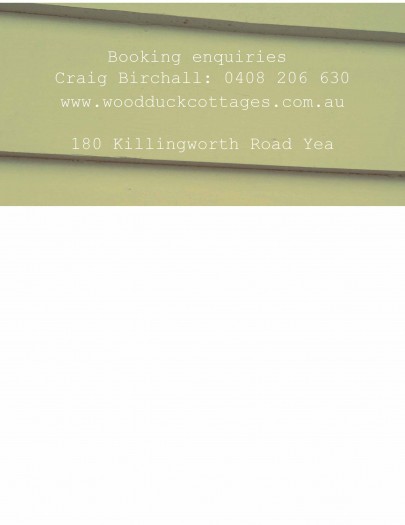 Booking enquiries
Craig Birchall: 0408 206 630
www.woodduckcottages.com.au
180 Killingworth Road Yea